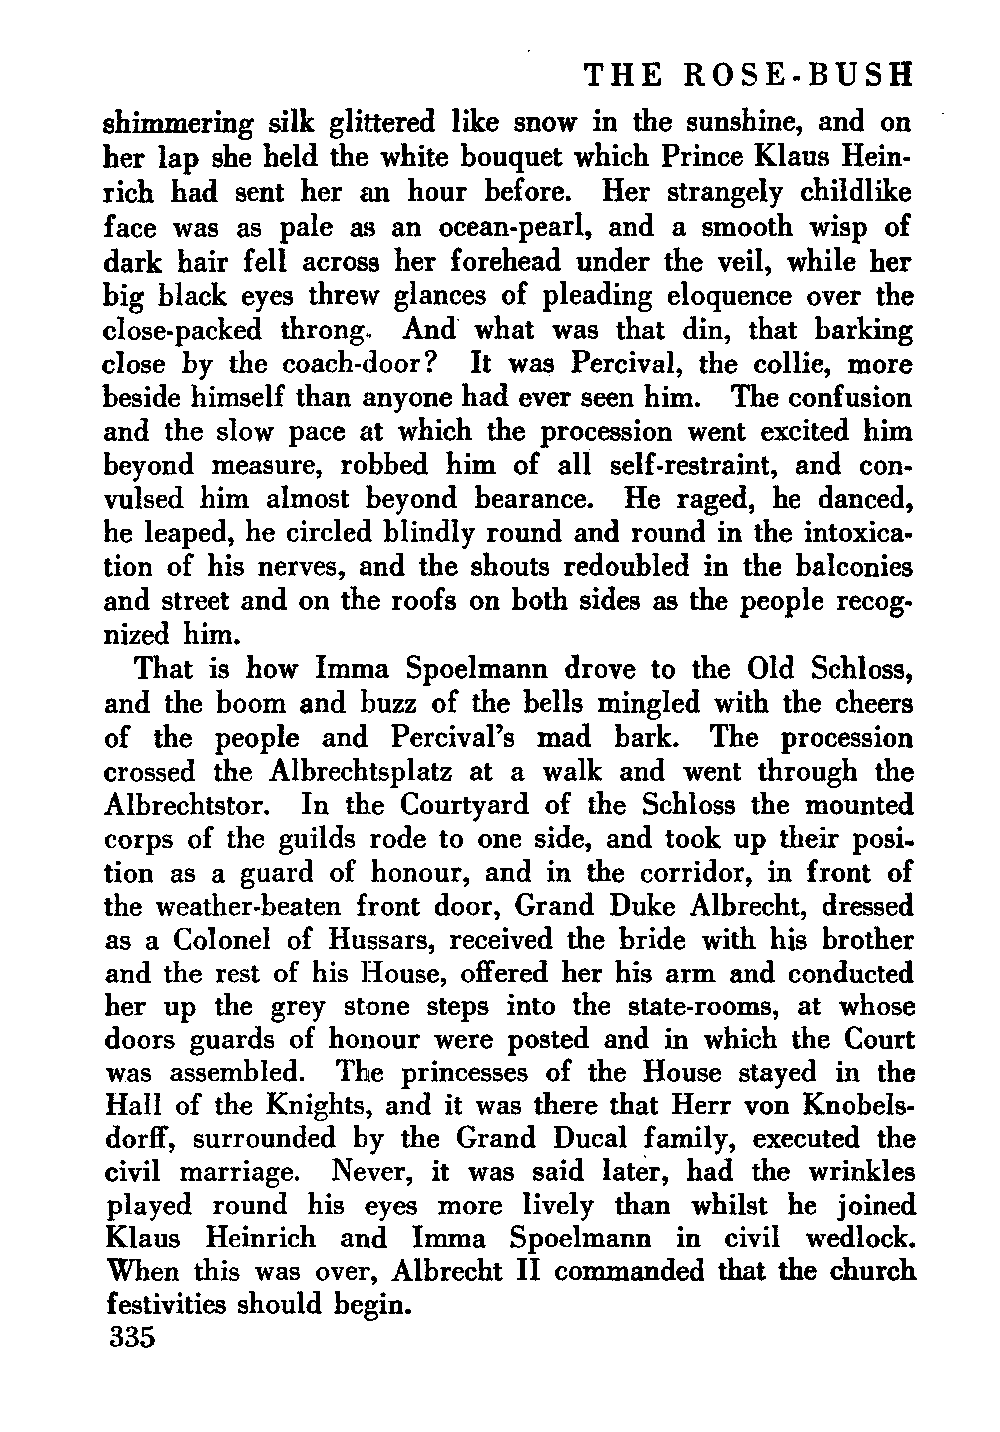 THE ROSE-BUSH
shimmering silk glittered like snow in the sunshine, and on
her lap she held the white bouquet which Prince Klaus Hein-
rich had sent her an hour before. Her strangely childlike
face was as pale as an ocean-pearl, and a smooth wisp of
dark hair fell across her forehead under the veil, while her
big black eyes threw glances of pleading eloquence over the
close-packed throng. And what was that din, that barking
close by the coach-door? It was Percival, the collie, more
beside himself than anyone had ever seen him. The confusion
and the slow pace at which the procession went excited him
beyond measure, robbed him of all self-restraint, and con-
vulsed him almost beyond bearance. He raged, he danced,
he leaped, he circled blindly round and round in the intoxica-
tion of his nerves, and the shouts redoubled in the balconies
and street and on the roofs on both sides as the people recog-
nized him.
That is how Imma Spoelmann drove to the Old Schloss,
and the boom and buzz of the bells mingled with the cheers
of the people and Percival's mad bark. The procession
crossed the Albrechtsplatz at a walk and went through the
Albrechtstor. In the Courtyard of the Schloss the mounted
corps of the guilds rode to one side, and took up their posi-
tion as a guard of honour, and in the corridor, in front of
the weather-beaten front door, Grand Duke Albrecht, dressed
as a Colonel of Hussars, received the bride with his brother
and the rest of his House, offered her his arm and conducted
her up the grey stone steps into the state-rooms, at whose
doors guards of honour were posted and in which the Court
was assembled. The princesses of the House stayed in the
Hall of the Knights, and it was there that Herr von Knobels-
dorff, surrounded by the Grand Ducal family, executed the
civil marriage. Never, it was said later, had the wrinkles
played round his eyes more lively than whilst he joined
Klaus Heinrich and Imma Spoelmann in civil wedlock.
When this was over, Albrecht II commanded that the church
festivities should begin.
335